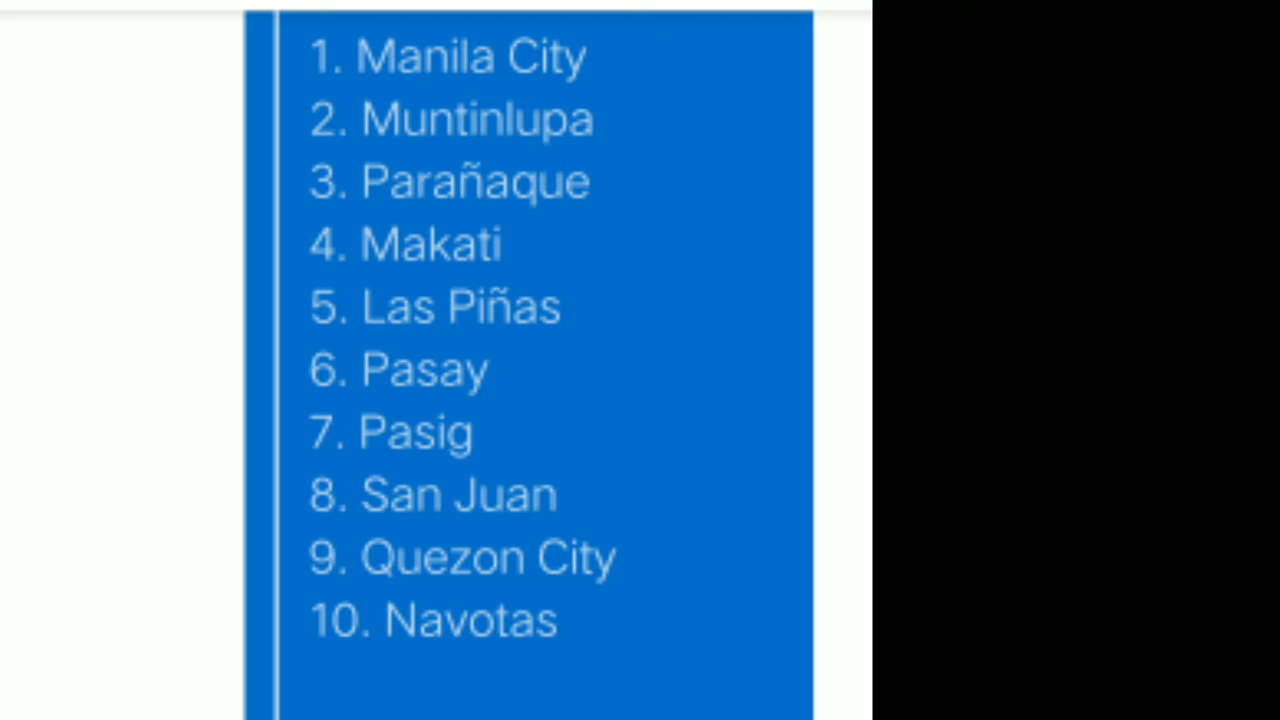 1. Manila City
2. Muntinlupa
3. Parañaque
4. Makati
5. Las Piñas
6. Pasay
7. Pasig
8. San Juan
9. Quezon City
10. Navotas